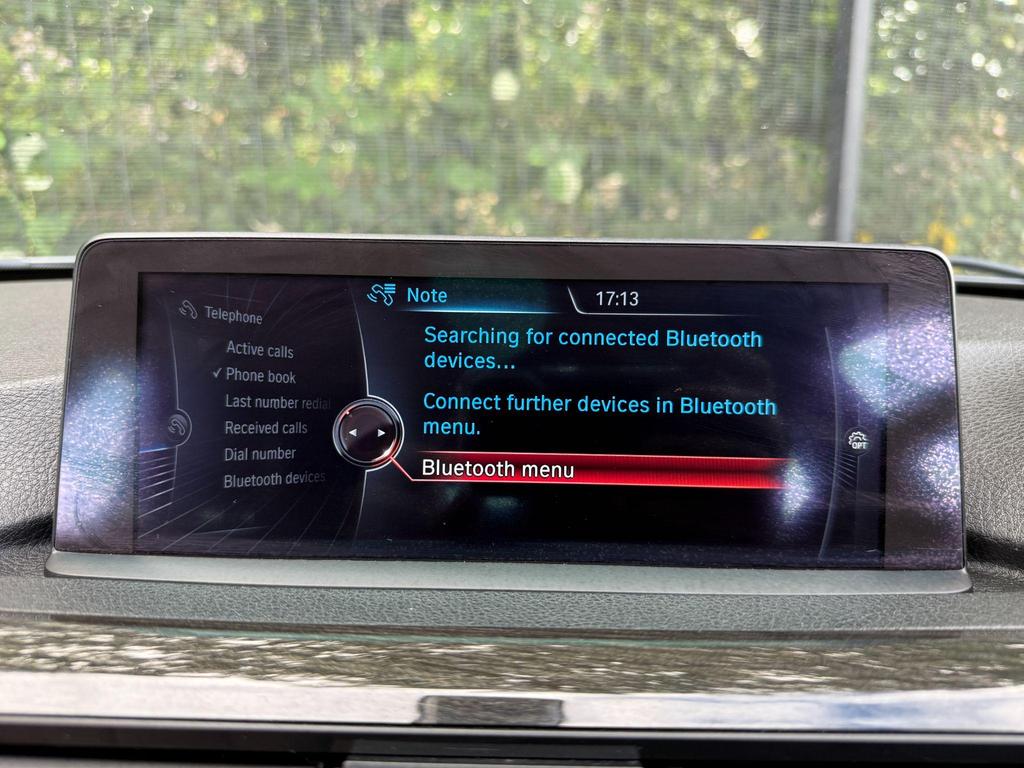 Telephone
Active calls
✓ Phone book
Last number redial
Received calls
Dial number
Bluetooth devices
Note
17:13
Searching for connected Bluetooth
devices...
Connect further devices in Bluetooth
menu.
Bluetooth menu
OPT